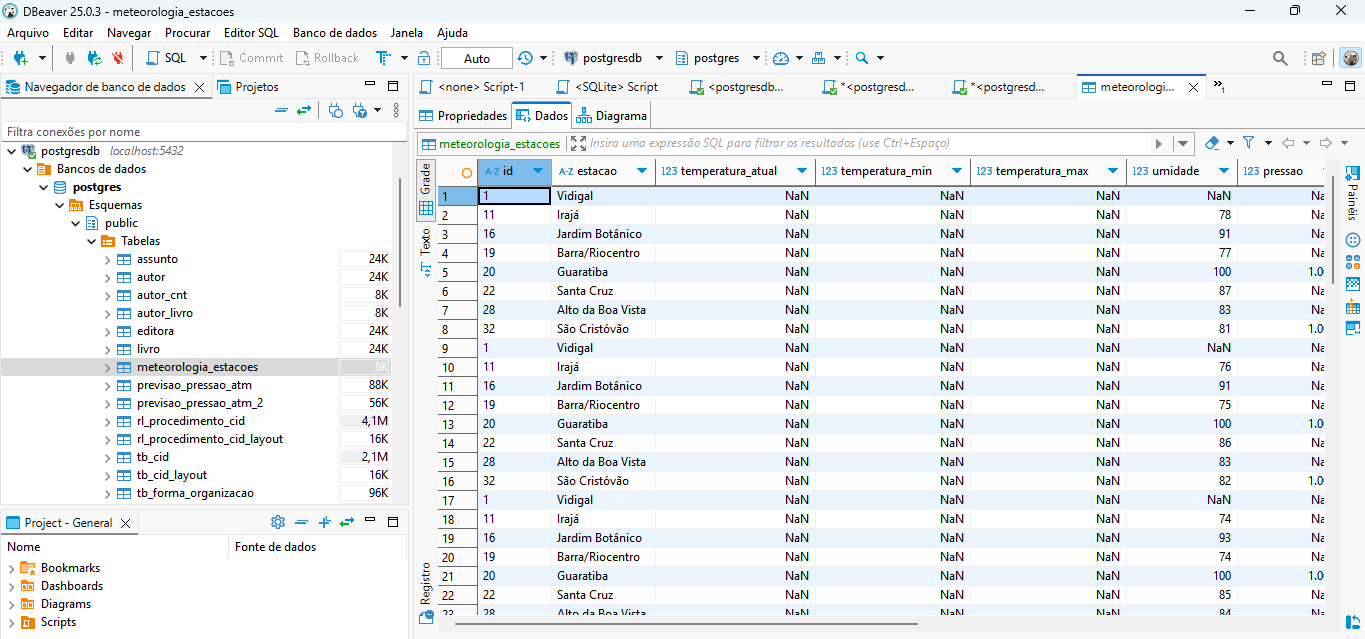 DBeaver 25.0.3 - meteorologia_estacoes
Arquivo Editar Navegar Procurar Editor SQL Banco de dados Janela Ajuda
SQL Commit Rollback Auto postgresdb postgres
Navegador de banco de dados Projetos
<none> Script-1 <SQLite> Script <postgresdb... *<postgresd... *<postgresd... meteorologi... »1
Propriedades Dados Diagrama
Filtra conexões por nome
meteorologia_estacoes Insira uma expressão SQL para filtrar os resultados (use Ctrl+Espaço)
postgresdb localhost:5432
Bancos de dados
postgres
Esquemas
public
Tabelas
assunto 24K
autor 24K
autor_cnt 8K
autor_livro 8K
editora 24K
livro 24K
meteorologia_estacoes 8K
previsao_pressao_atm 88K
previsao_pressao_atm_2 56K
rl_procedimento_cid 4,1M
rl_procedimento_cid_layout 16K
tb_cid 2,1M
tb_cid_layout 16K
tb_forma_organizacao 96K
Project - General
Nome Fonte de dados
Bookmarks
Dashboards
Diagrams
Scripts
Grade
Texto
Registro
A-Z id A-Z estacao 123 temperatura_atual 123 temperatura_min 123 temperatura_max 123 umidade 123 pressao
1 1 Vidigal NaN NaN NaN NaN Na
2 11 Irajá NaN NaN NaN 78 Na
3 16 Jardim Botânico NaN NaN NaN 91 Na
4 19 Barra/Riocentro NaN NaN NaN 77 Na
5 20 Guaratiba NaN NaN NaN 100 1.0
6 22 Santa Cruz NaN NaN NaN 87 Na
7 28 Alto da Boa Vista NaN NaN NaN 83 Na
8 32 São Cristóvão NaN NaN NaN 81 1.0
9 1 Vidigal NaN NaN NaN NaN Na
10 11 Irajá NaN NaN NaN 76 Na
11 16 Jardim Botânico NaN NaN NaN 91 Na
12 19 Barra/Riocentro NaN NaN NaN 75 Na
13 20 Guaratiba NaN NaN NaN 100 1.0
14 22 Santa Cruz NaN NaN NaN 86 Na
15 28 Alto da Boa Vista NaN NaN NaN 83 Na
16 32 São Cristóvão NaN NaN NaN 82 1.0
17 1 Vidigal NaN NaN NaN NaN Na
18 11 Irajá NaN NaN NaN 74 Na
19 16 Jardim Botânico NaN NaN NaN 93 Na
20 19 Barra/Riocentro NaN NaN NaN 74 Na
21 20 Guaratiba NaN NaN NaN 100 1.0
22 22 Santa Cruz NaN NaN NaN 85 Na
23 28 Alto da Boa Vista NaN NaN NaN 84 Na
Painéis